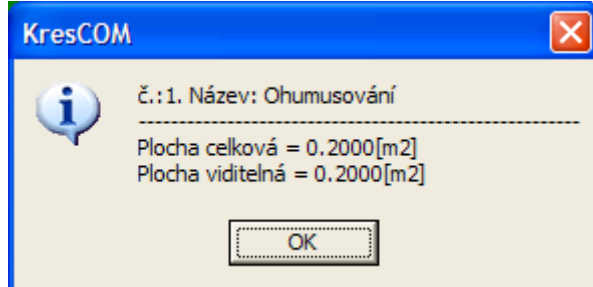 KresCOM
č.:1. Název: Ohumusování
------------------------------------------------------------
Plocha celková = 0.2000[m2]
Plocha viditelná = 0.2000[m2]
OK